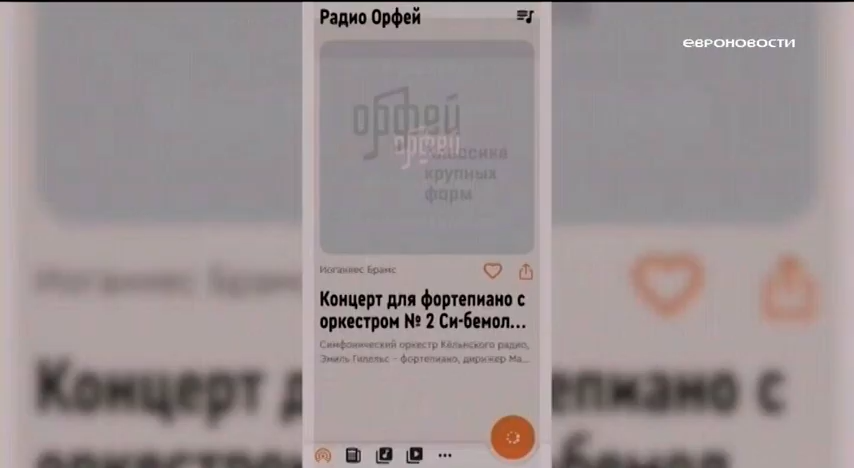 Радио Орфей
ЕВРОНОВОСТИ
орфей
орфей
классика
крупных
форм
Иоганнес Брамс
Концерт для фортепиано с
оркестром № 2 Си-бемол...
Симфонический оркестр Кёльнского радио,
Эмиль Гилельс - фортепиано, дирижер Ма...